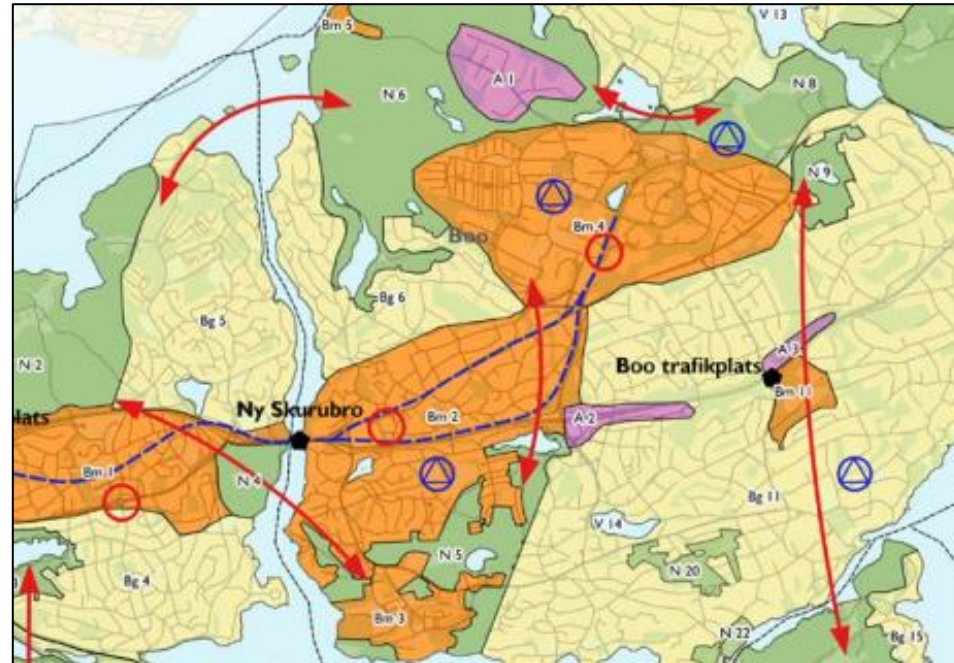 Bm 5
V 13
A 1
N 6
N 8
N 9
Bm 4
Boo
Bg 6
Bg 5
N 2
A 3
Boo trafikplats
Bm 11
plats
Ny Skurubro
Bm 2
A 2
Bm 1
N 4
Bg 11
V 14
N 5
N 20
Bg 4
Bm 3
N 22
Bg 15